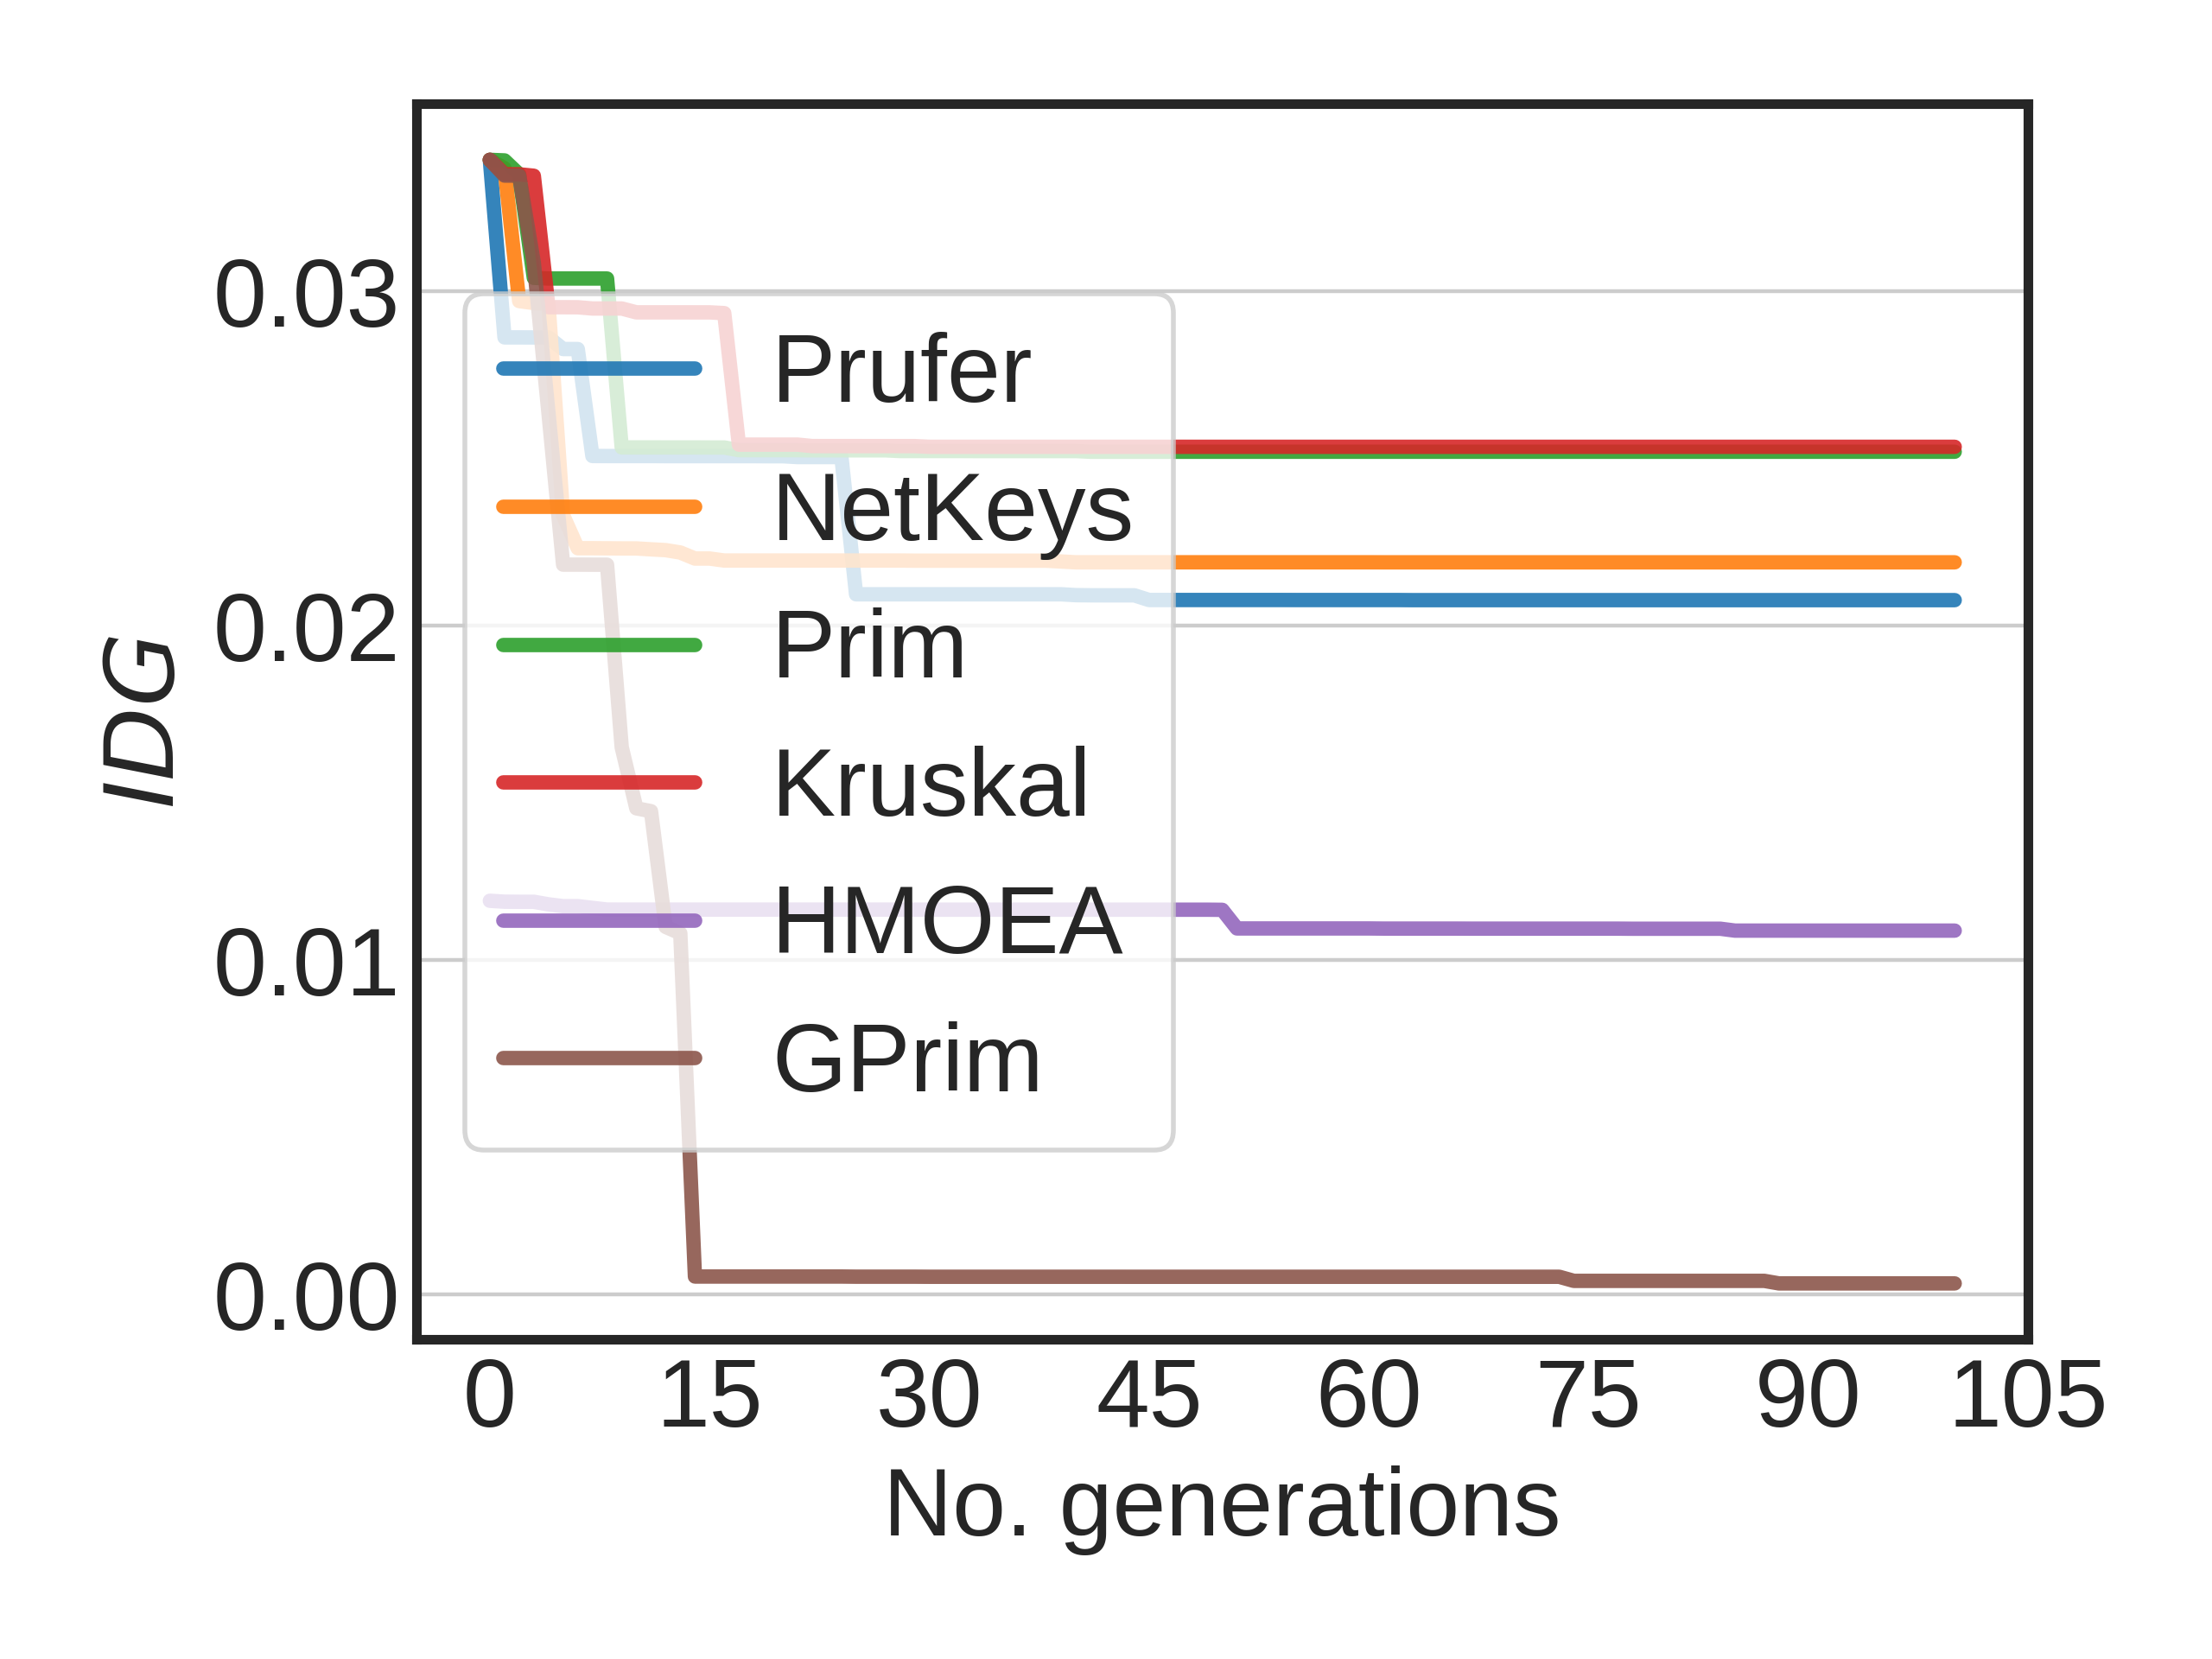 0.03
0.02
0.01
0.00
IDG
Prufer
NetKeys
Prim
Kruskal
HMOEA
GPrim
0 15 30 45 60 75 90 105
No. generations